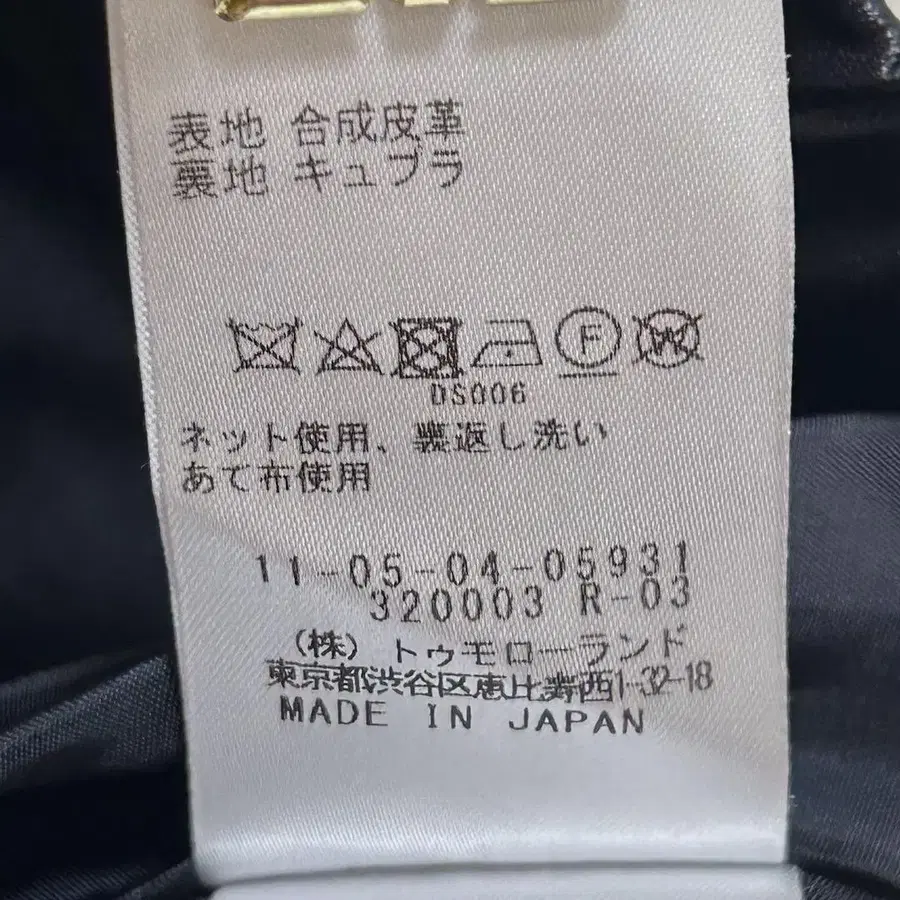 表地 合成皮革
裏地 キュプラ
F W
DS006
ネット使用、裏返し洗い
あて布使用
11-05-04-05931
320003 R-03
(株) トゥモローランド
東京都渋谷区恵比寿西1-32-18
MADE IN JAPAN